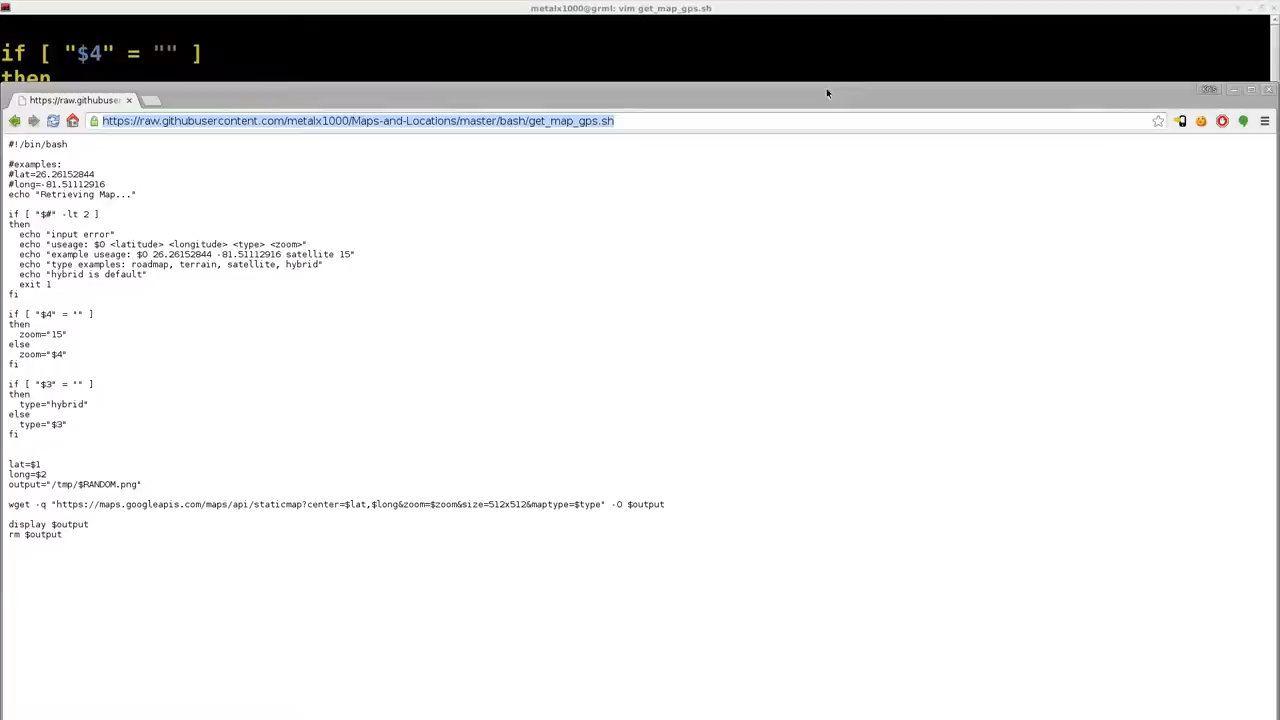 metalx1000@grml: vim get_map_gps.sh
if [ "$4" = "" ]
then
https://raw.githubuser
https://raw.githubusercontent.com/metalx1000/Maps-and-Locations/master/bash/get_map_gps.sh
#!/bin/bash
#examples:
#lat=26.26152844
#long=-81.51112916
echo "Retrieving Map..."
if [ "$#" -lt 2 ]
then
  echo "input error"
  echo "useage: $0 <latitude> <longitude> <type> <zoom>"
  echo "example useage: $0 26.26152844 -81.51112916 satellite 15"
  echo "type examples: roadmap, terrain, satellite, hybrid"
  echo "hybrid is default"
  exit 1
fi
if [ "$4" = "" ]
then
  zoom="15"
else
  zoom="$4"
fi
if [ "$3" = "" ]
then
  type="hybrid"
else
  type="$3"
fi
lat=$1
long=$2
output="/tmp/$RANDOM.png"
wget -q "https://maps.googleapis.com/maps/api/staticmap?center=$lat,$long&zoom=$zoom&size=512x512&maptype=$type" -O $output
display $output
rm $output